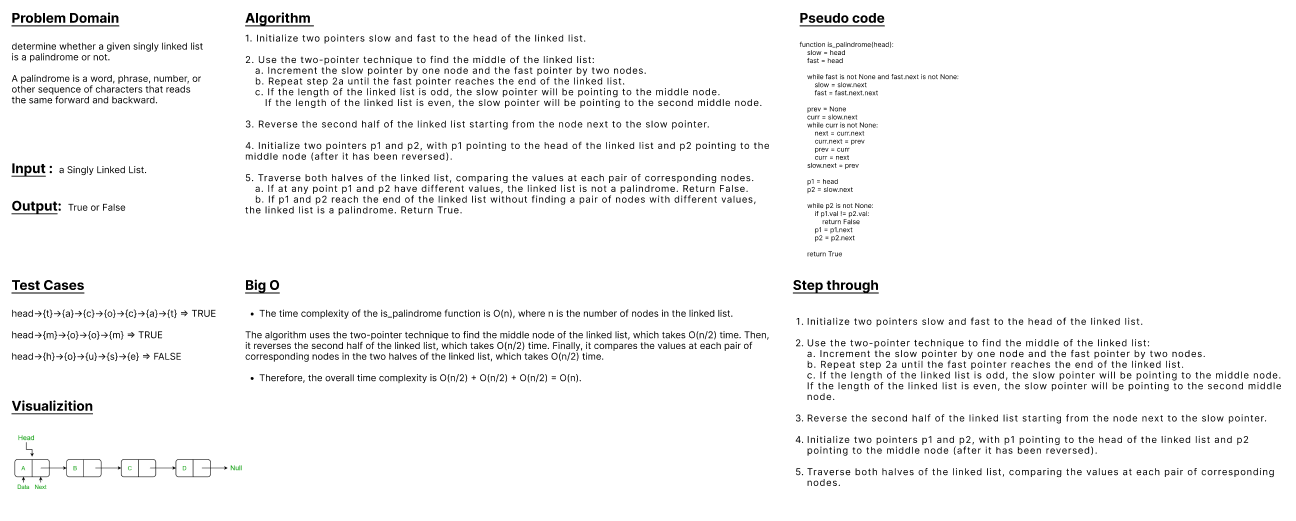 Problem Domain
determine whether a given singly linked list
is a palindrome or not.
A palindrome is a word, phrase, number, or
other sequence of characters that reads
the same forward and backward.
Input : a Singly Linked List.
Output: True or False
Algorithm
1. Initialize two pointers slow and fast to the head of the linked list.
2. Use the two-pointer technique to find the middle of the linked list:
a. Increment the slow pointer by one node and the fast pointer by two nodes.
b. Repeat step 2a until the fast pointer reaches the end of the linked list.
c. If the length of the linked list is odd, the slow pointer will be pointing to the middle node.
If the length of the linked list is even, the slow pointer will be pointing to the second middle node.
3. Reverse the second half of the linked list starting from the node next to the slow pointer.
4. Initialize two pointers p1 and p2, with p1 pointing to the head of the linked list and p2 pointing to the
middle node (after it has been reversed).
5. Traverse both halves of the linked list, comparing the values at each pair of corresponding nodes.
a. If at any point p1 and p2 have different values, the linked list is not a palindrome. Return False.
b. If p1 and p2 reach the end of the linked list without finding a pair of nodes with different values,
the linked list is a palindrome. Return True.
Pseudo code
function is_palindrome(head):
slow = head
fast = head
while fast is not None and fast.next is not None:
slow = slow.next
fast = fast.next.next
prev = None
curr = slow.next
while curr is not None:
next = curr.next
curr.next = prev
prev = curr
curr = next
slow.next = prev
p1 = head
p2 = slow.next
while p2 is not None:
if p1.val != p2.val:
return False
p1 = p1.next
p2 = p2.next
return True
Test Cases
head->{t}->{a}->{c}->{o}->{c}->{a}->{t} => TRUE
head->{m}->{o}->{o}->{m} => TRUE
head->{h}->{o}->{u}->{s}->{e} => FALSE
Visualizition
Head
A B C D Null
Data Next
Big O
• The time complexity of the is_palindrome function is O(n), where n is the number of nodes in the linked list.
The algorithm uses the two-pointer technique to find the middle node of the linked list, which takes O(n/2) time. Then,
it reverses the second half of the linked list, which takes O(n/2) time. Finally, it compares the values at each pair of
corresponding nodes in the two halves of the linked list, which takes O(n/2) time.
• Therefore, the overall time complexity is O(n/2) + O(n/2) + O(n/2) = O(n).
Step through
1. Initialize two pointers slow and fast to the head of the linked list.
2. Use the two-pointer technique to find the middle of the linked list:
a. Increment the slow pointer by one node and the fast pointer by two nodes.
b. Repeat step 2a until the fast pointer reaches the end of the linked list.
c. If the length of the linked list is odd, the slow pointer will be pointing to the middle node.
If the length of the linked list is even, the slow pointer will be pointing to the second middle
node.
3. Reverse the second half of the linked list starting from the node next to the slow pointer.
4. Initialize two pointers p1 and p2, with p1 pointing to the head of the linked list and p2
pointing to the middle node (after it has been reversed).
5. Traverse both halves of the linked list, comparing the values at each pair of corresponding
nodes.